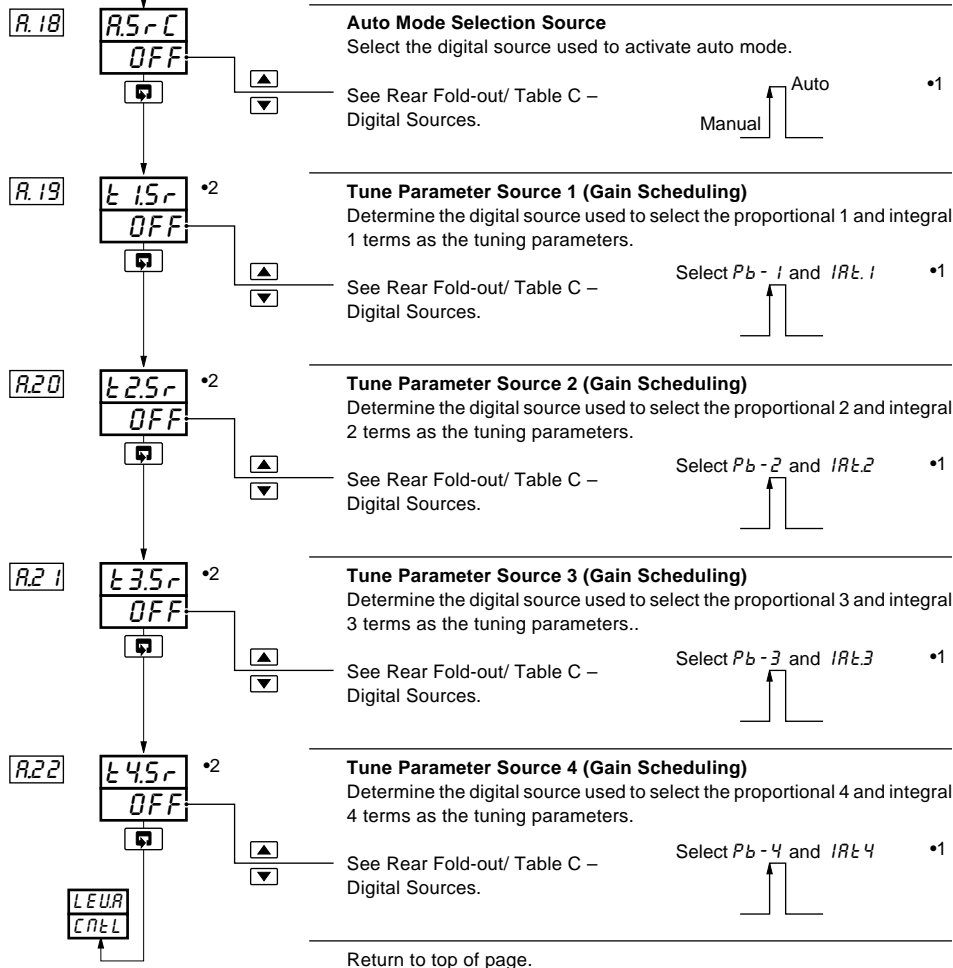 A.18
A.SrC
OFF
Auto Mode Selection Source
Select the digital source used to activate auto mode.
See Rear Fold-out/ Table C –
Digital Sources.
Auto
Manual
•1
A.19
t1.Sr
•2
OFF
Tune Parameter Source 1 (Gain Scheduling)
Determine the digital source used to select the proportional 1 and integral
1 terms as the tuning parameters.
See Rear Fold-out/ Table C –
Digital Sources.
Select Pb-1 and IAt.1
•1
A.20
t2.Sr
•2
OFF
Tune Parameter Source 2 (Gain Scheduling)
Determine the digital source used to select the proportional 2 and integral
2 terms as the tuning parameters.
See Rear Fold-out/ Table C –
Digital Sources.
Select Pb-2 and IAt.2
•1
A.21
t3.Sr
•2
OFF
Tune Parameter Source 3 (Gain Scheduling)
Determine the digital source used to select the proportional 3 and integral
3 terms as the tuning parameters..
See Rear Fold-out/ Table C –
Digital Sources.
Select Pb-3 and IAt.3
•1
A.22
t4.Sr
•2
OFF
Tune Parameter Source 4 (Gain Scheduling)
Determine the digital source used to select the proportional 4 and integral
4 terms as the tuning parameters.
See Rear Fold-out/ Table C –
Digital Sources.
Select Pb-4 and IAt.4
•1
LEV.A
CntL
Return to top of page.